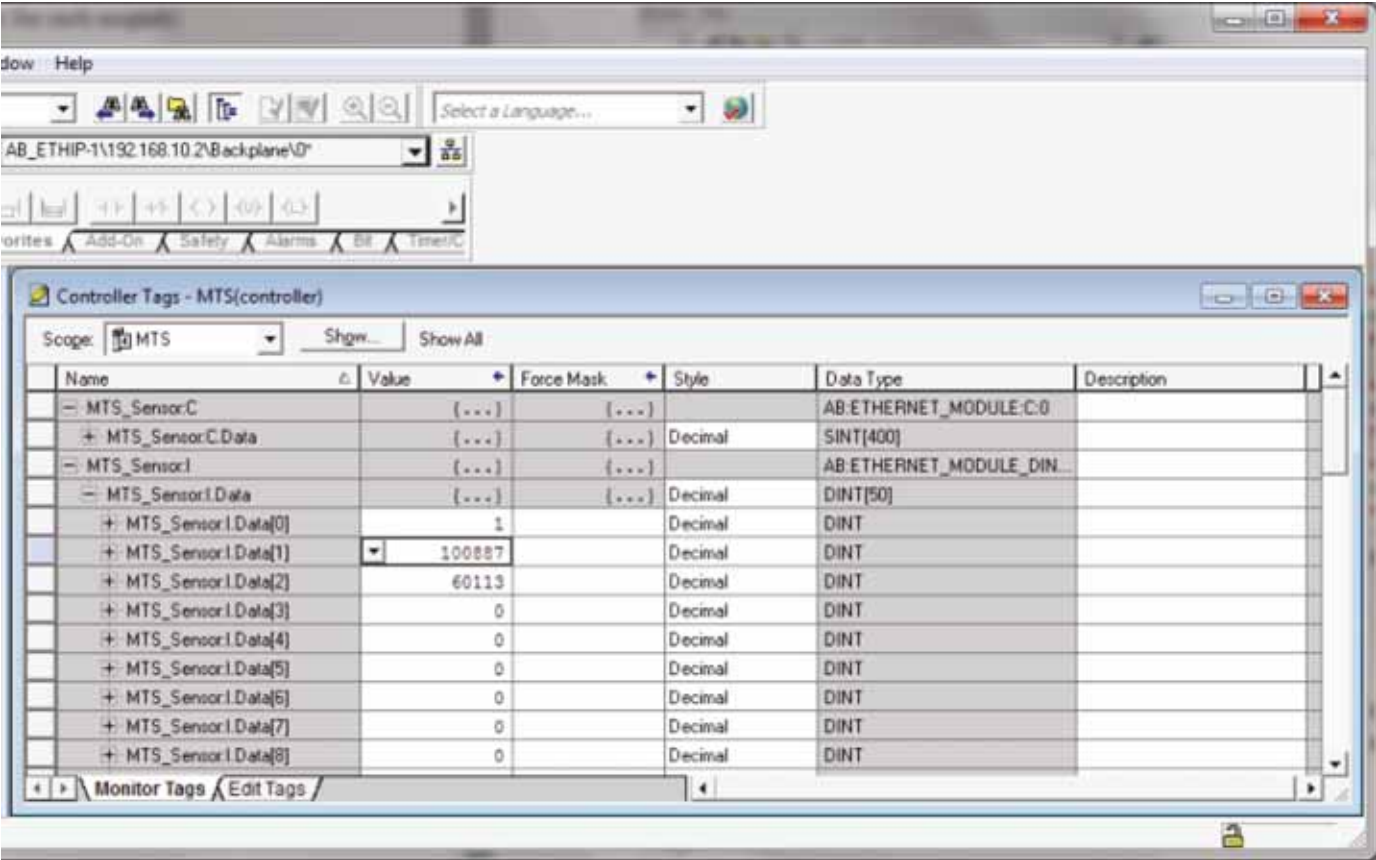 dow Help
Select a Language...
AB_ETHIP-1\192.168.10.2\Backplane\0*
orites Add-On Safety Alarms Bit Timer/C
Controller Tags - MTS(controller)
Scope: MTS Show... Show All
Name Value Force Mask Style Data Type Description
MTS_Sensor:C {...} {...} AB:ETHERNET_MODULE:C:0
MTS_Sensor:C.Data {...} {...} Decimal SINT[400]
MTS_Sensor:I {...} {...} AB:ETHERNET_MODULE_DIN...
MTS_Sensor:I.Data {...} {...} Decimal DINT[50]
MTS_Sensor:I.Data[0] 1 Decimal DINT
MTS_Sensor:I.Data[1] 100887 Decimal DINT
MTS_Sensor:I.Data[2] 60113 Decimal DINT
MTS_Sensor:I.Data[3] 0 Decimal DINT
MTS_Sensor:I.Data[4] 0 Decimal DINT
MTS_Sensor:I.Data[5] 0 Decimal DINT
MTS_Sensor:I.Data[6] 0 Decimal DINT
MTS_Sensor:I.Data[7] 0 Decimal DINT
MTS_Sensor:I.Data[8] 0 Decimal DINT
Monitor Tags Edit Tags